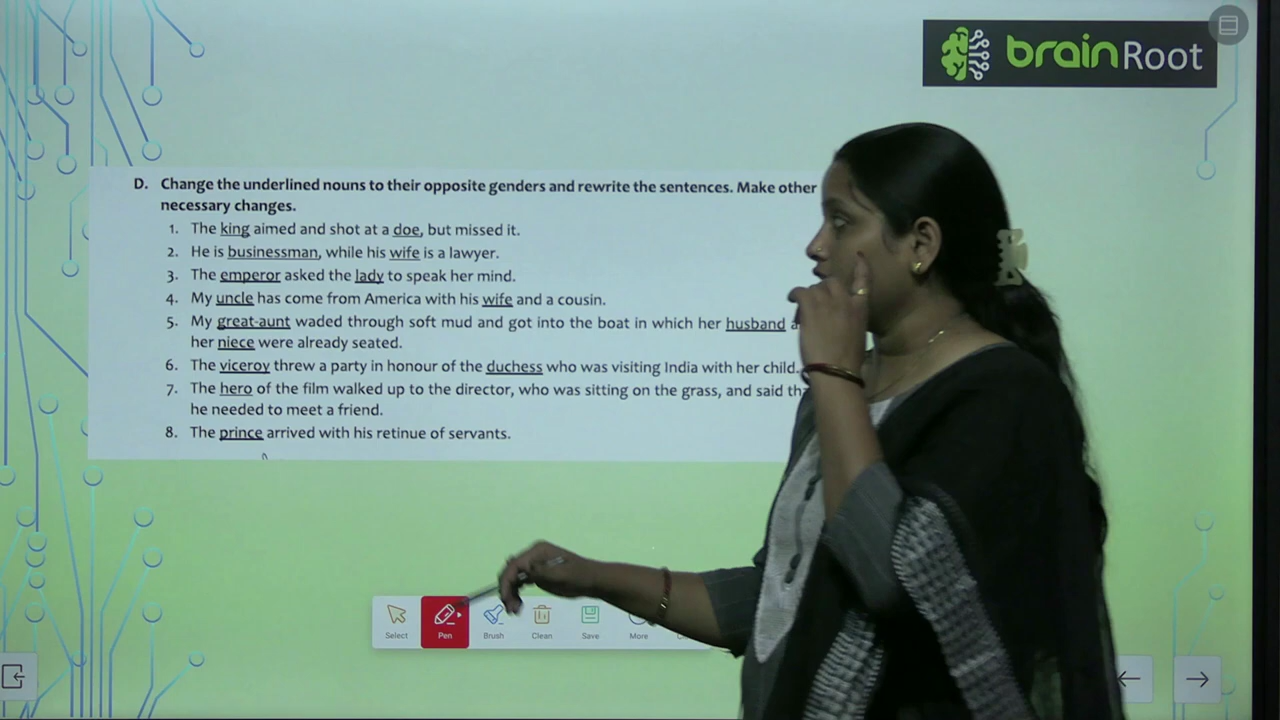 brainRoot
D. Change the underlined nouns to their opposite genders and rewrite the sentences. Make other
necessary changes.
1. The king aimed and shot at a doe, but missed it.
2. He is businessman, while his wife is a lawyer.
3. The emperor asked the lady to speak her mind.
4. My uncle has come from America with his wife and a cousin.
5. My great-aunt waded through soft mud and got into the boat in which her husband
her niece were already seated.
6. The viceroy threw a party in honour of the duchess who was visiting India with her child.
7. The hero of the film walked up to the director, who was sitting on the grass, and said
he needed to meet a friend.
8. The prince arrived with his retinue of servants.
Select Pen Brush Clean Save More